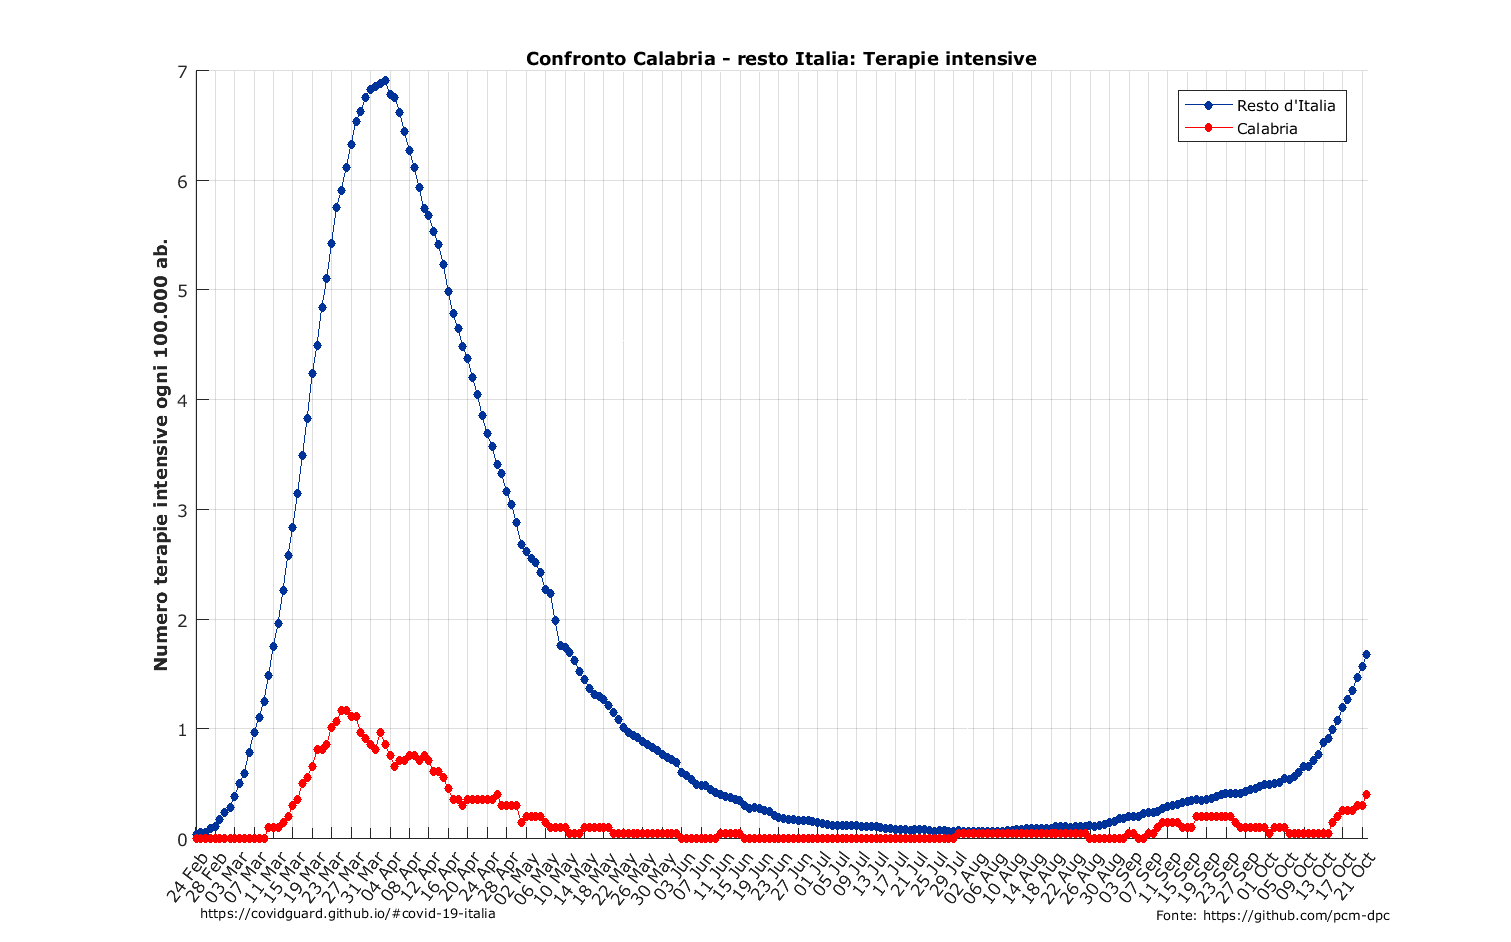 Confronto Calabria - resto Italia: Terapie intensive
Resto d'Italia
Calabria
Numero terapie intensive ogni 100.000 ab.
7
6
5
4
3
2
1
0
24 Feb
28 Feb
03 Mar
07 Mar
11 Mar
15 Mar
19 Mar
23 Mar
27 Mar
31 Mar
04 Apr
08 Apr
12 Apr
16 Apr
20 Apr
24 Apr
28 Apr
02 May
06 May
10 May
14 May
18 May
22 May
26 May
30 May
03 Jun
07 Jun
11 Jun
15 Jun
19 Jun
23 Jun
27 Jun
01 Jul
05 Jul
09 Jul
13 Jul
17 Jul
21 Jul
25 Jul
29 Jul
02 Aug
06 Aug
10 Aug
14 Aug
18 Aug
22 Aug
26 Aug
30 Aug
03 Sep
07 Sep
11 Sep
15 Sep
19 Sep
23 Sep
27 Sep
01 Oct
05 Oct
09 Oct
13 Oct
17 Oct
21 Oct
https://covidguard.github.io/#covid-19-italia
Fonte: https://github.com/pcm-dpc